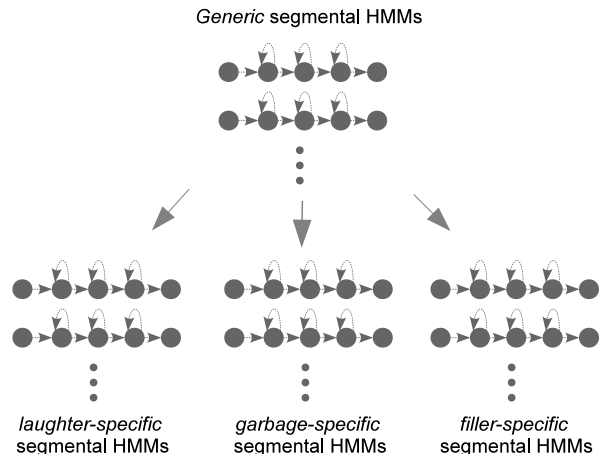 Generic segmental HMMs
laughter-specific
segmental HMMs
garbage-specific
segmental HMMs
filler-specific
segmental HMMs